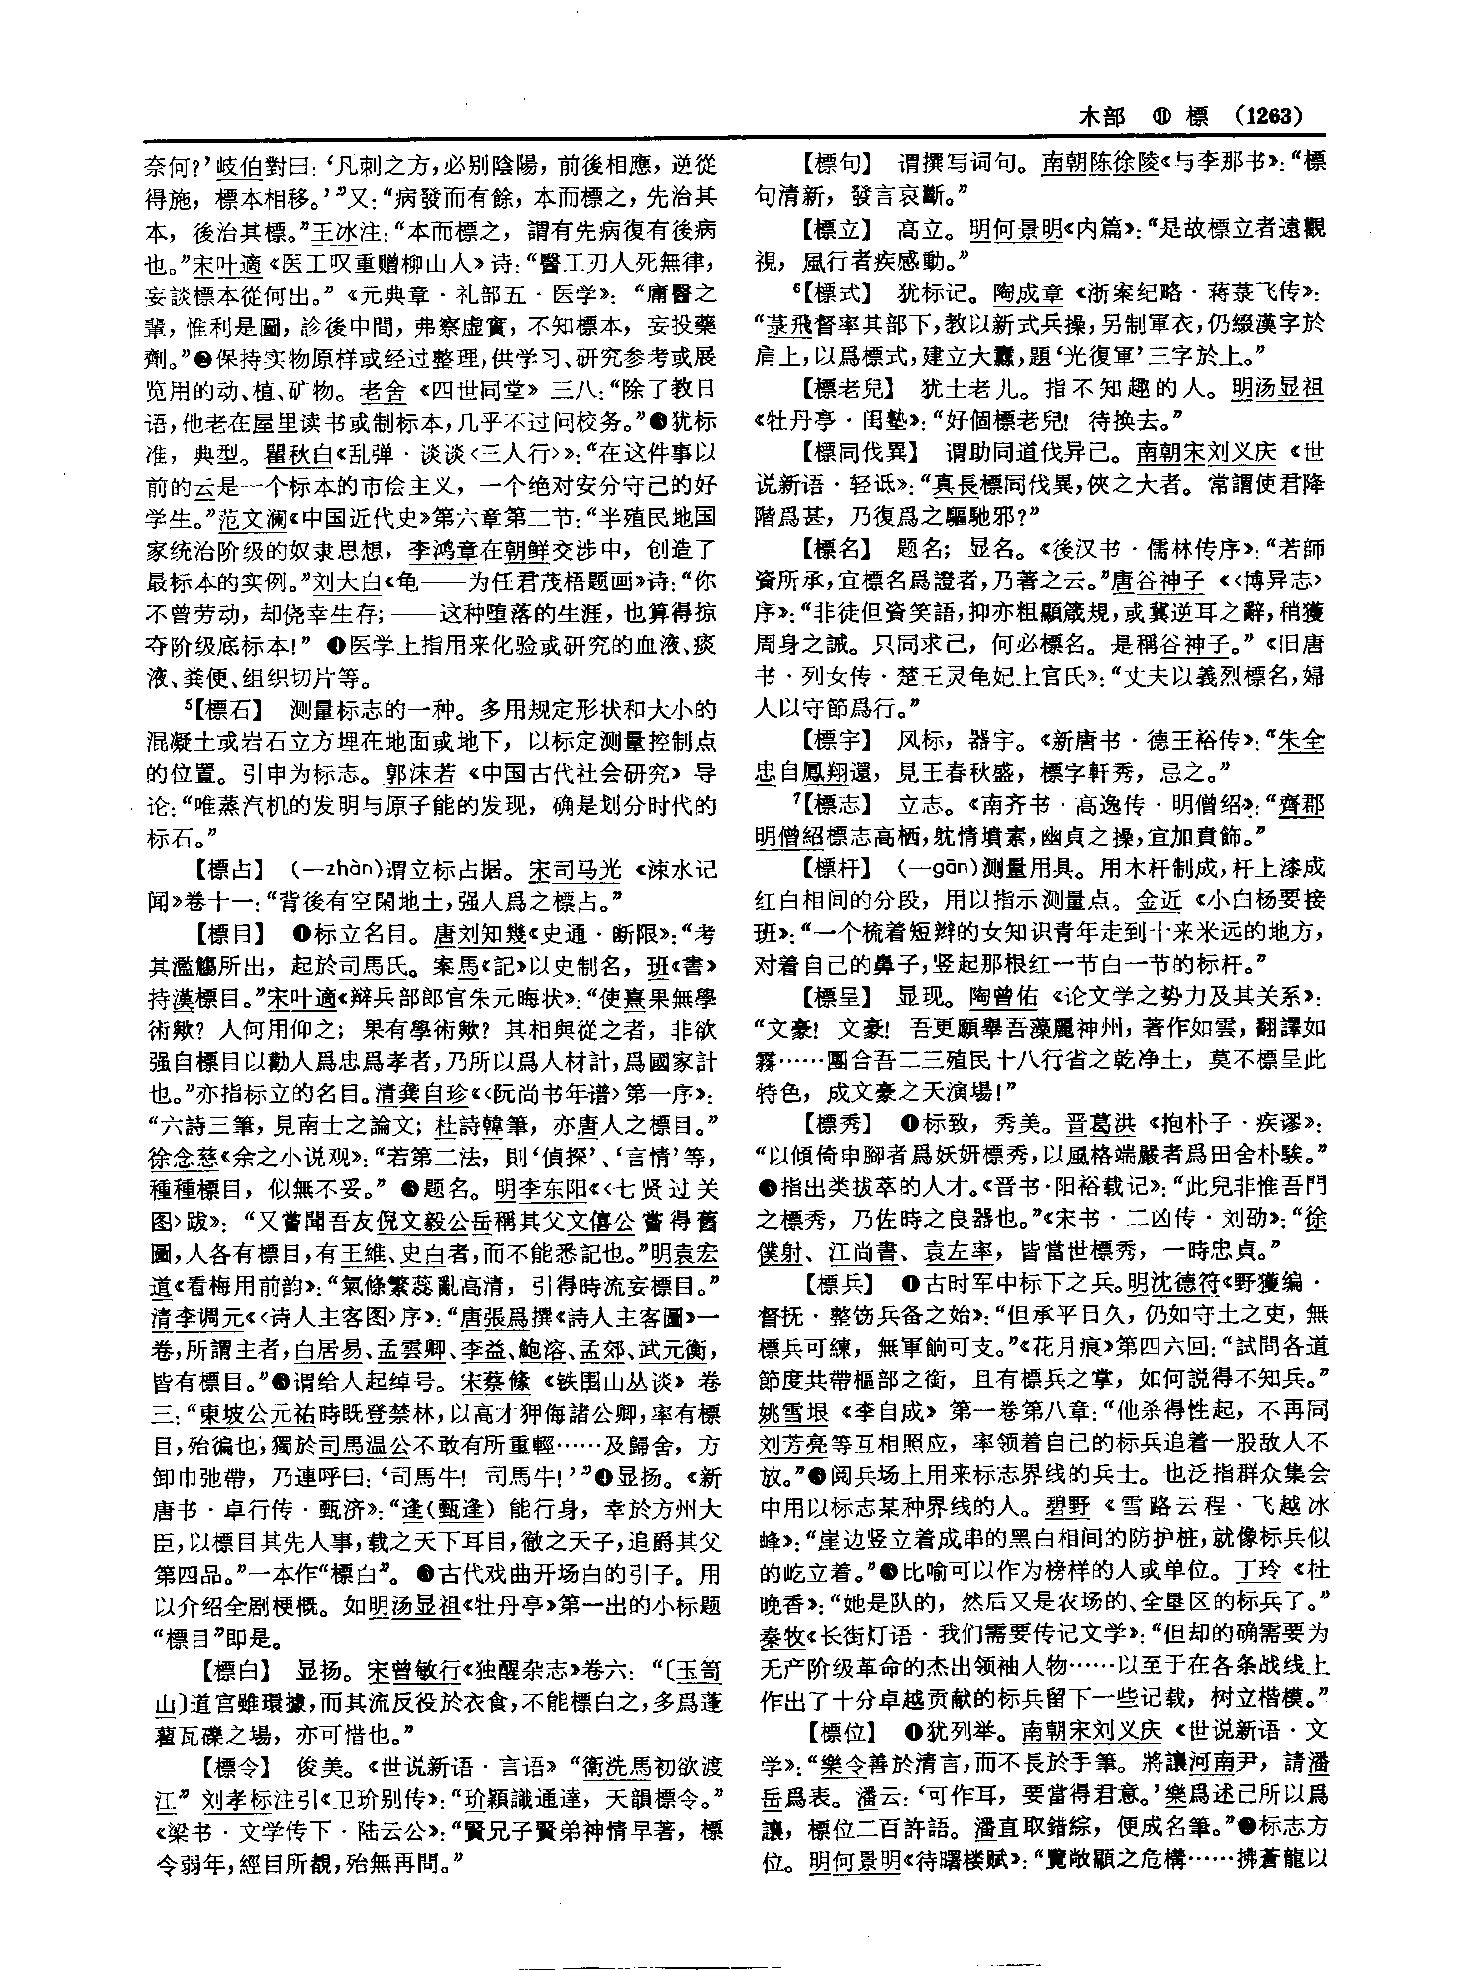 木部 ⑪ 標 (1263)
奈何？’岐伯對曰：‘凡刺之方，必别陰陽，前後相應，逆從
得施，標本相移。’”又：“病發而有餘，本而標之，先治其
本，後治其標。”王冰注：“本而標之，謂有先病復有後病
也。”宋叶適《医工叹重赠柳山人》诗：“醫工刃人死無律，
妄談標本從何出。”《元典章·礼部五·医学》：“庸醫之
輩，惟利是圖，診後中間，弗察虚實，不知標本，妄投藥
劑。”❷保持实物原样或经过整理，供学习、研究参考或展
览用的动、植、矿物。老舍《四世同堂》三八：“除了教日
语，他老在屋里读书或制标本，几乎不过问校务。”❸犹标
准，典型。瞿秋白《乱弹·谈谈〈三人行〉》：“在这件事以
前的云是一个标本的市侩主义，一个绝对安分守己的好
学生。”范文澜《中国近代史》第六章第二节：“半殖民地国
家统治阶级的奴隶思想，李鸿章在朝鲜交涉中，创造了
最标本的实例。”刘大白《龟——为任君茂梧题画》诗：“你
不曾劳动，却侥幸生存；——这种堕落的生涯，也算得掠
夺阶级底标本！” ❹医学上指用来化验或研究的血液、痰
液、粪便、组织切片等。
⁵【標石】 测量标志的一种。多用规定形状和大小的
混凝土或岩石立方埋在地面或地下，以标定测量控制点
的位置。引申为标志。郭沫若《中国古代社会研究》导
论：“唯蒸汽机的发明与原子能的发现，确是划分时代的
标石。”
【標占】 (—zhàn)谓立标占据。宋司马光《涑水记
闻》卷十一：“背後有空閑地土，强人爲之標占。”
【標目】 ❶标立名目。唐刘知幾《史通·断限》：“考
其濫觴所出，起於司馬氏。案馬《記》以史制名，班《書》
持漢標目。”宋叶適《辩兵部郎官朱元晦状》：“使熹果無學
術歟？人何用仰之；果有學術歟？其相與從之者，非欲
强自標目以勸人爲忠爲孝者，乃所以爲人材計，爲國家計
也。”亦指标立的名目。清龚自珍《〈阮尚书年谱〉第一序》：
“六詩三筆，見南士之論文；杜詩韓筆，亦唐人之標目。”
徐念慈《余之小说观》：“若第二法，則‘偵探’、‘言情’等，
種種標目，似無不妥。”❷题名。明李东阳《〈七贤过关
图〉跋》：“又嘗聞吾友倪文毅公岳稱其父文僖公嘗得舊
圖，人各有標目，有王維、史白者，而不能悉記也。”明袁宏
道《看梅用前韵》：“氣條繁蕊亂高清，引得時流妄標目。”
清李调元《〈诗人主客图〉序》：“唐張爲撰《詩人主客圖》一
卷，所謂主者，白居易、孟雲卿、李益、鮑溶、孟郊、武元衡，
皆有標目。”❸谓给人起绰号。宋蔡絛《铁围山丛谈》卷
三：“東坡公元祐時既登禁林，以高才狎侮諸公卿，率有標
目，殆徧也；獨於司馬温公不敢有所重輕……及歸舍，方
卸巾弛帶，乃連呼曰：‘司馬牛！司馬牛！’”❹显扬。《新
唐书·卓行传·甄济》：“逢(甄逢) 能行身，幸於方州大
臣，以標目其先人事，载之天下耳目，徹之天子，追爵其父
第四品。”一本作“標白”。❺古代戏曲开场白的引子。用
以介绍全剧梗概。如明汤显祖《牡丹亭》第一出的小标题
“標目”即是。
【標白】 显扬。宋曾敏行《独醒杂志》卷六：“〔玉笥
山〕道宫雖環據，而其流反役於衣食，不能標白之，多爲蓬
藋瓦礫之場，亦可惜也。”
【標令】 俊美。《世说新语·言语》“衛洗馬初欲渡
江” 刘孝标注引《卫玠别传》：“玠穎識通達，天韻標令。”
《梁书·文学传下·陆云公》：“賢兄子賢弟神情早著，標
令弱年，經目所覩，殆無再問。”
【標句】 谓撰写词句。南朝陈徐陵《与李那书》：“標
句清新，發言哀斷。”
【標立】 高立。明何景明《内篇》：“是故標立者遠觀
視，風行者疾感動。”
⁶【標式】 犹标记。陶成章《浙案纪略·蒋菉飞传》：
“菉飛督率其部下，教以新式兵操，另制軍衣，仍綴漢字於
肩上，以爲標式，建立大纛，題‘光復軍’三字於上。”
【標老兒】 犹土老儿。指不知趣的人。明汤显祖
《牡丹亭·闺塾》：“好個標老兒！待换去。”
【標同伐異】 谓助同道伐异己。南朝宋刘义庆《世
说新语·轻诋》：“真長標同伐異，俠之大者。常謂使君降
階爲甚，乃復爲之驅馳邪？”
【標名】 题名；显名。《後汉书·儒林传序》：“若師
資所承，宜標名爲證者，乃著之云。”唐谷神子《〈博异志〉
序》：“非徒但資笑語，抑亦粗顯箴規，或冀逆耳之辭，稍獲
周身之誡。只同求己，何必標名。是稱谷神子。”《旧唐
书·列女传·楚王灵龟妃上官氏》：“丈夫以義烈標名，婦
人以守節爲行。”
【標宇】 风标，器宇。《新唐书·德王裕传》：“朱全
忠自鳳翔還，見王春秋盛，標宇軒秀，忌之。”
⁷【標志】 立志。《南齐书·高逸传·明僧绍》：“齊郡
明僧紹標志高栖，躭情墳素，幽貞之操，宜加賁飾。”
【標杆】 (—gān)测量用具。用木杆制成，杆上漆成
红白相间的分段，用以指示测量点。金近《小白杨要接
班》：“一个梳着短辫的女知识青年走到十来米远的地方，
对着自己的鼻子，竖起那根红一节白一节的标杆。”
【標呈】 显现。陶曾佑《论文学之势力及其关系》：
“文豪！文豪！吾更願舉吾藻麗神州，著作如雲，翻譯如
霧……團合吾二三殖民十八行省之乾净土，莫不標呈此
特色，成文豪之天演場！”
【標秀】 ❶标致，秀美。晋葛洪《抱朴子·疾谬》：
“以傾倚申腳者爲妖妍標秀，以風格端嚴者爲田舍朴騃。”
❷指出类拔萃的人才。《晋书·阳裕载记》：“此兒非惟吾門
之標秀，乃佐時之良器也。”《宋书·二凶传·刘劭》：“徐
僕射、江尚書、袁左率，皆當世標秀，一時忠貞。”
【標兵】 ❶古时军中标下之兵。明沈德符《野獲编·
督抚·整饬兵备之始》：“但承平日久，仍如守土之吏，無
標兵可練，無軍餉可支。”《花月痕》第四六回：“試問各道
節度共帶樞部之銜，且有標兵之掌，如何説得不知兵。”
姚雪垠《李自成》第一卷第八章：“他杀得性起，不再同
刘芳亮等互相照应，率领着自己的标兵追着一股敌人不
放。”❷阅兵场上用来标志界线的兵士。也泛指群众集会
中用以标志某种界线的人。碧野《雪路云程·飞越冰
峰》：“崖边竖立着成串的黑白相间的防护桩，就像标兵似
的屹立着。”❸比喻可以作为榜样的人或单位。丁玲《杜
晚香》：“她是队的，然后又是农场的、全垦区的标兵了。”
秦牧《长街灯语·我们需要传记文学》：“但却的确需要为
无产阶级革命的杰出领袖人物……以至于在各条战线上
作出了十分卓越贡献的标兵留下一些记载，树立楷模。”
【標位】 ❶犹列举。南朝宋刘义庆《世说新语·文
学》：“樂令善於清言，而不長於手筆。將讓河南尹，請潘
岳爲表。潘云：‘可作耳，要當得君意。’樂爲述己所以爲
讓，標位二百許語。潘直取錯綜，便成名筆。”❷标志方
位。明何景明《待曙楼赋》：“覽敞顯之危構……拂蒼龍以